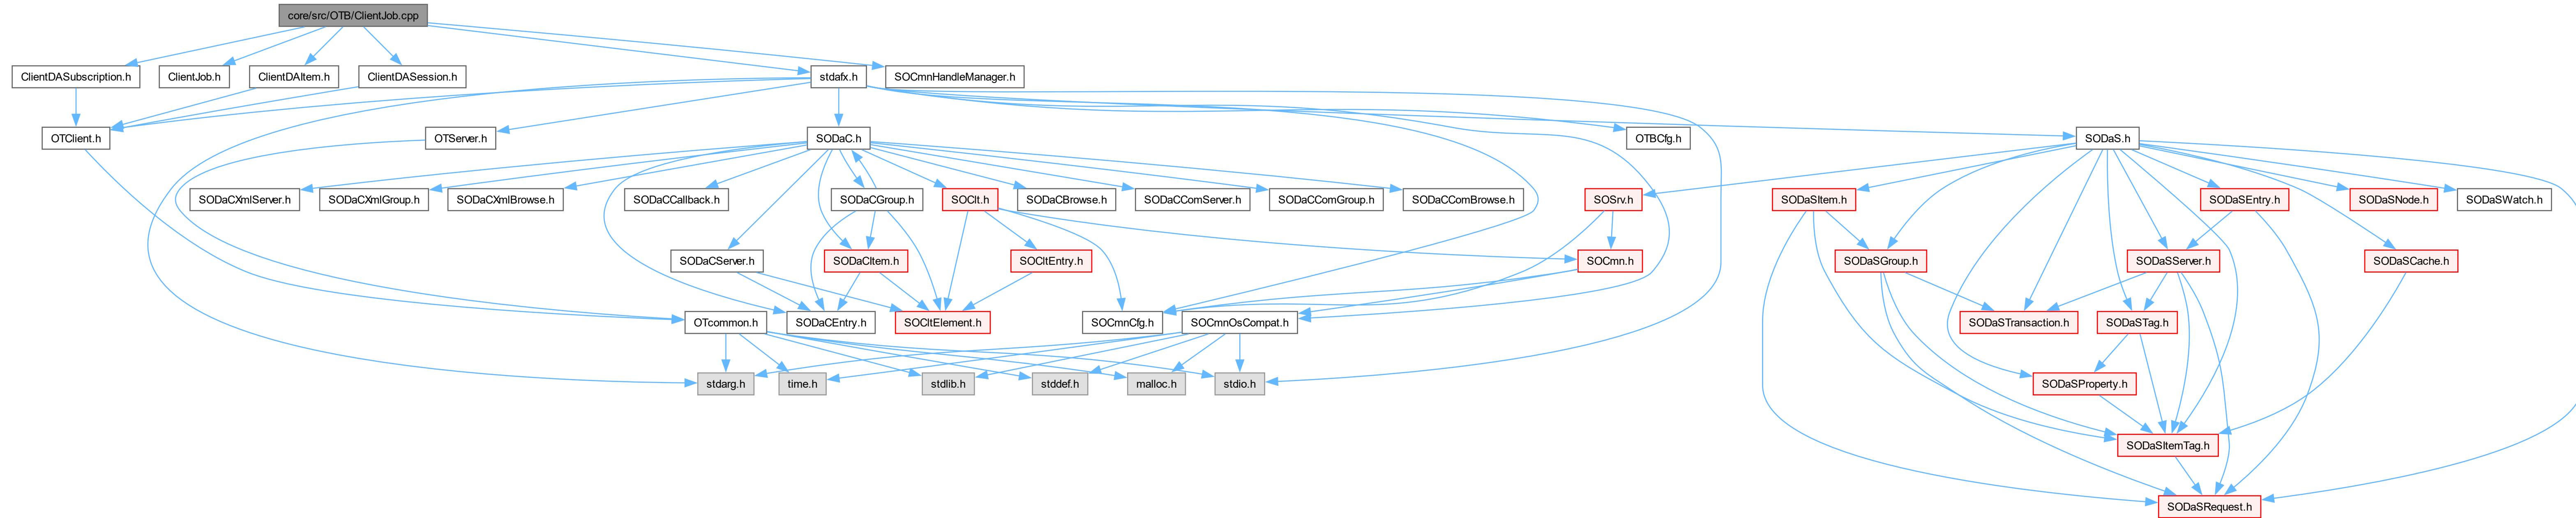 core/src/OTB/ClientJob.cpp
ClientDASubscription.h
ClientJob.h
ClientDAItem.h
ClientDASession.h
stdafx.h
SOCmnHandleManager.h
OTClient.h
OTServer.h
SODaC.h
OTBCfg.h
SODaS.h
SODaCXmlServer.h
SODaCXmlGroup.h
SODaCXmlBrowse.h
SODaCCallback.h
SODaCGroup.h
SOClt.h
SODaCBrowse.h
SODaCComServer.h
SODaCComGroup.h
SODaCComBrowse.h
SOSrv.h
SODaSItem.h
SODaSEntry.h
SODaSNode.h
SODaSWatch.h
SODaCServer.h
SODaCItem.h
SOCltEntry.h
SOCmn.h
SODaSGroup.h
SODaSServer.h
SODaSCache.h
OTcommon.h
SODaCEntry.h
SOCltElement.h
SOCmnCfg.h
SOCmnOsCompat.h
SODaSTransaction.h
SODaSTag.h
stdarg.h
time.h
stdlib.h
stddef.h
malloc.h
stdio.h
SODaSProperty.h
SODaSItemTag.h
SODaSRequest.h